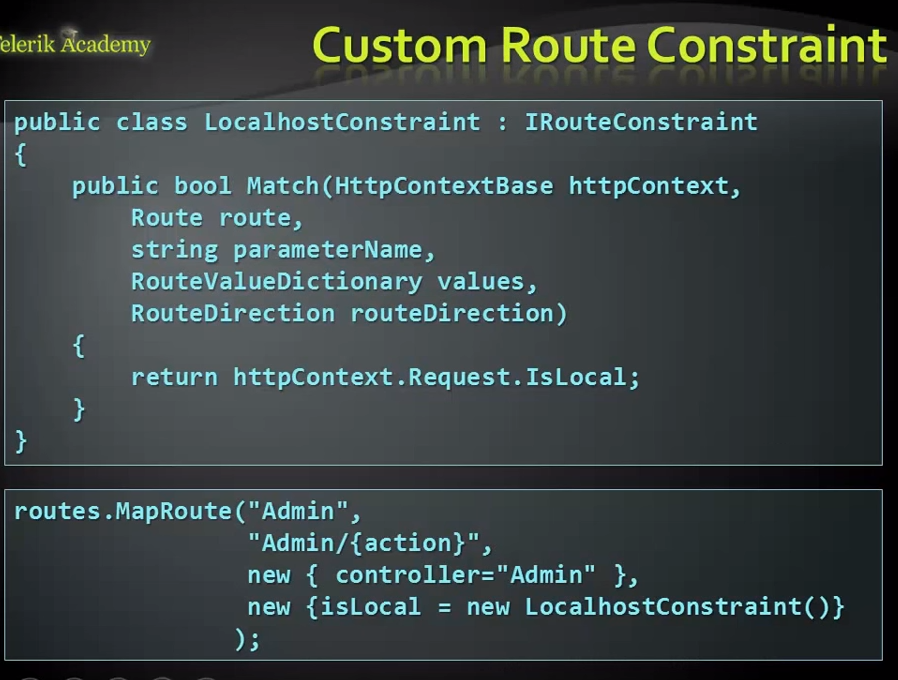 elerik Academy
Custom Route Constraint
public class LocalhostConstraint : IRouteConstraint
{
    public bool Match(HttpContextBase httpContext,
        Route route,
        string parameterName,
        RouteValueDictionary values,
        RouteDirection routeDirection)
    {
        return httpContext.Request.IsLocal;
    }
}
routes.MapRoute("Admin",
                "Admin/{action}",
                new { controller="Admin" },
                new {isLocal = new LocalhostConstraint()}
               );